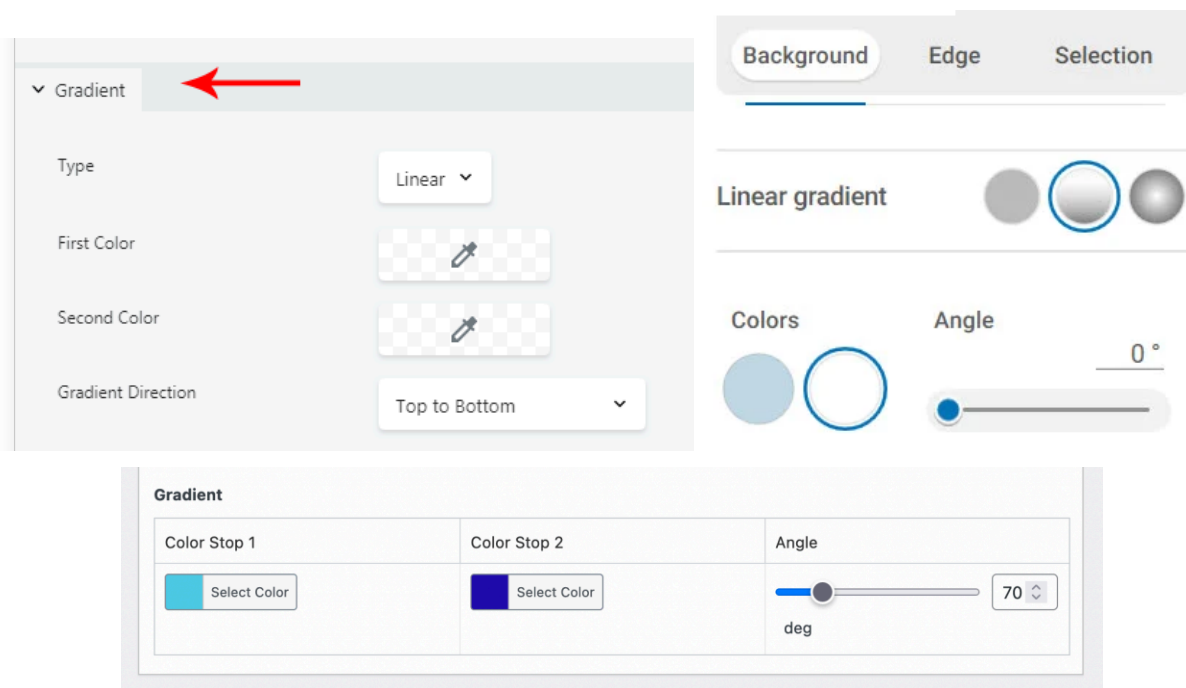 Gradient
Type
Linear
First Color
Second Color
Gradient Direction
Top to Bottom
Background Edge Selection
Linear gradient
Colors Angle
0 °
Gradient
Color Stop 1 Color Stop 2 Angle
Select Color Select Color 70
deg